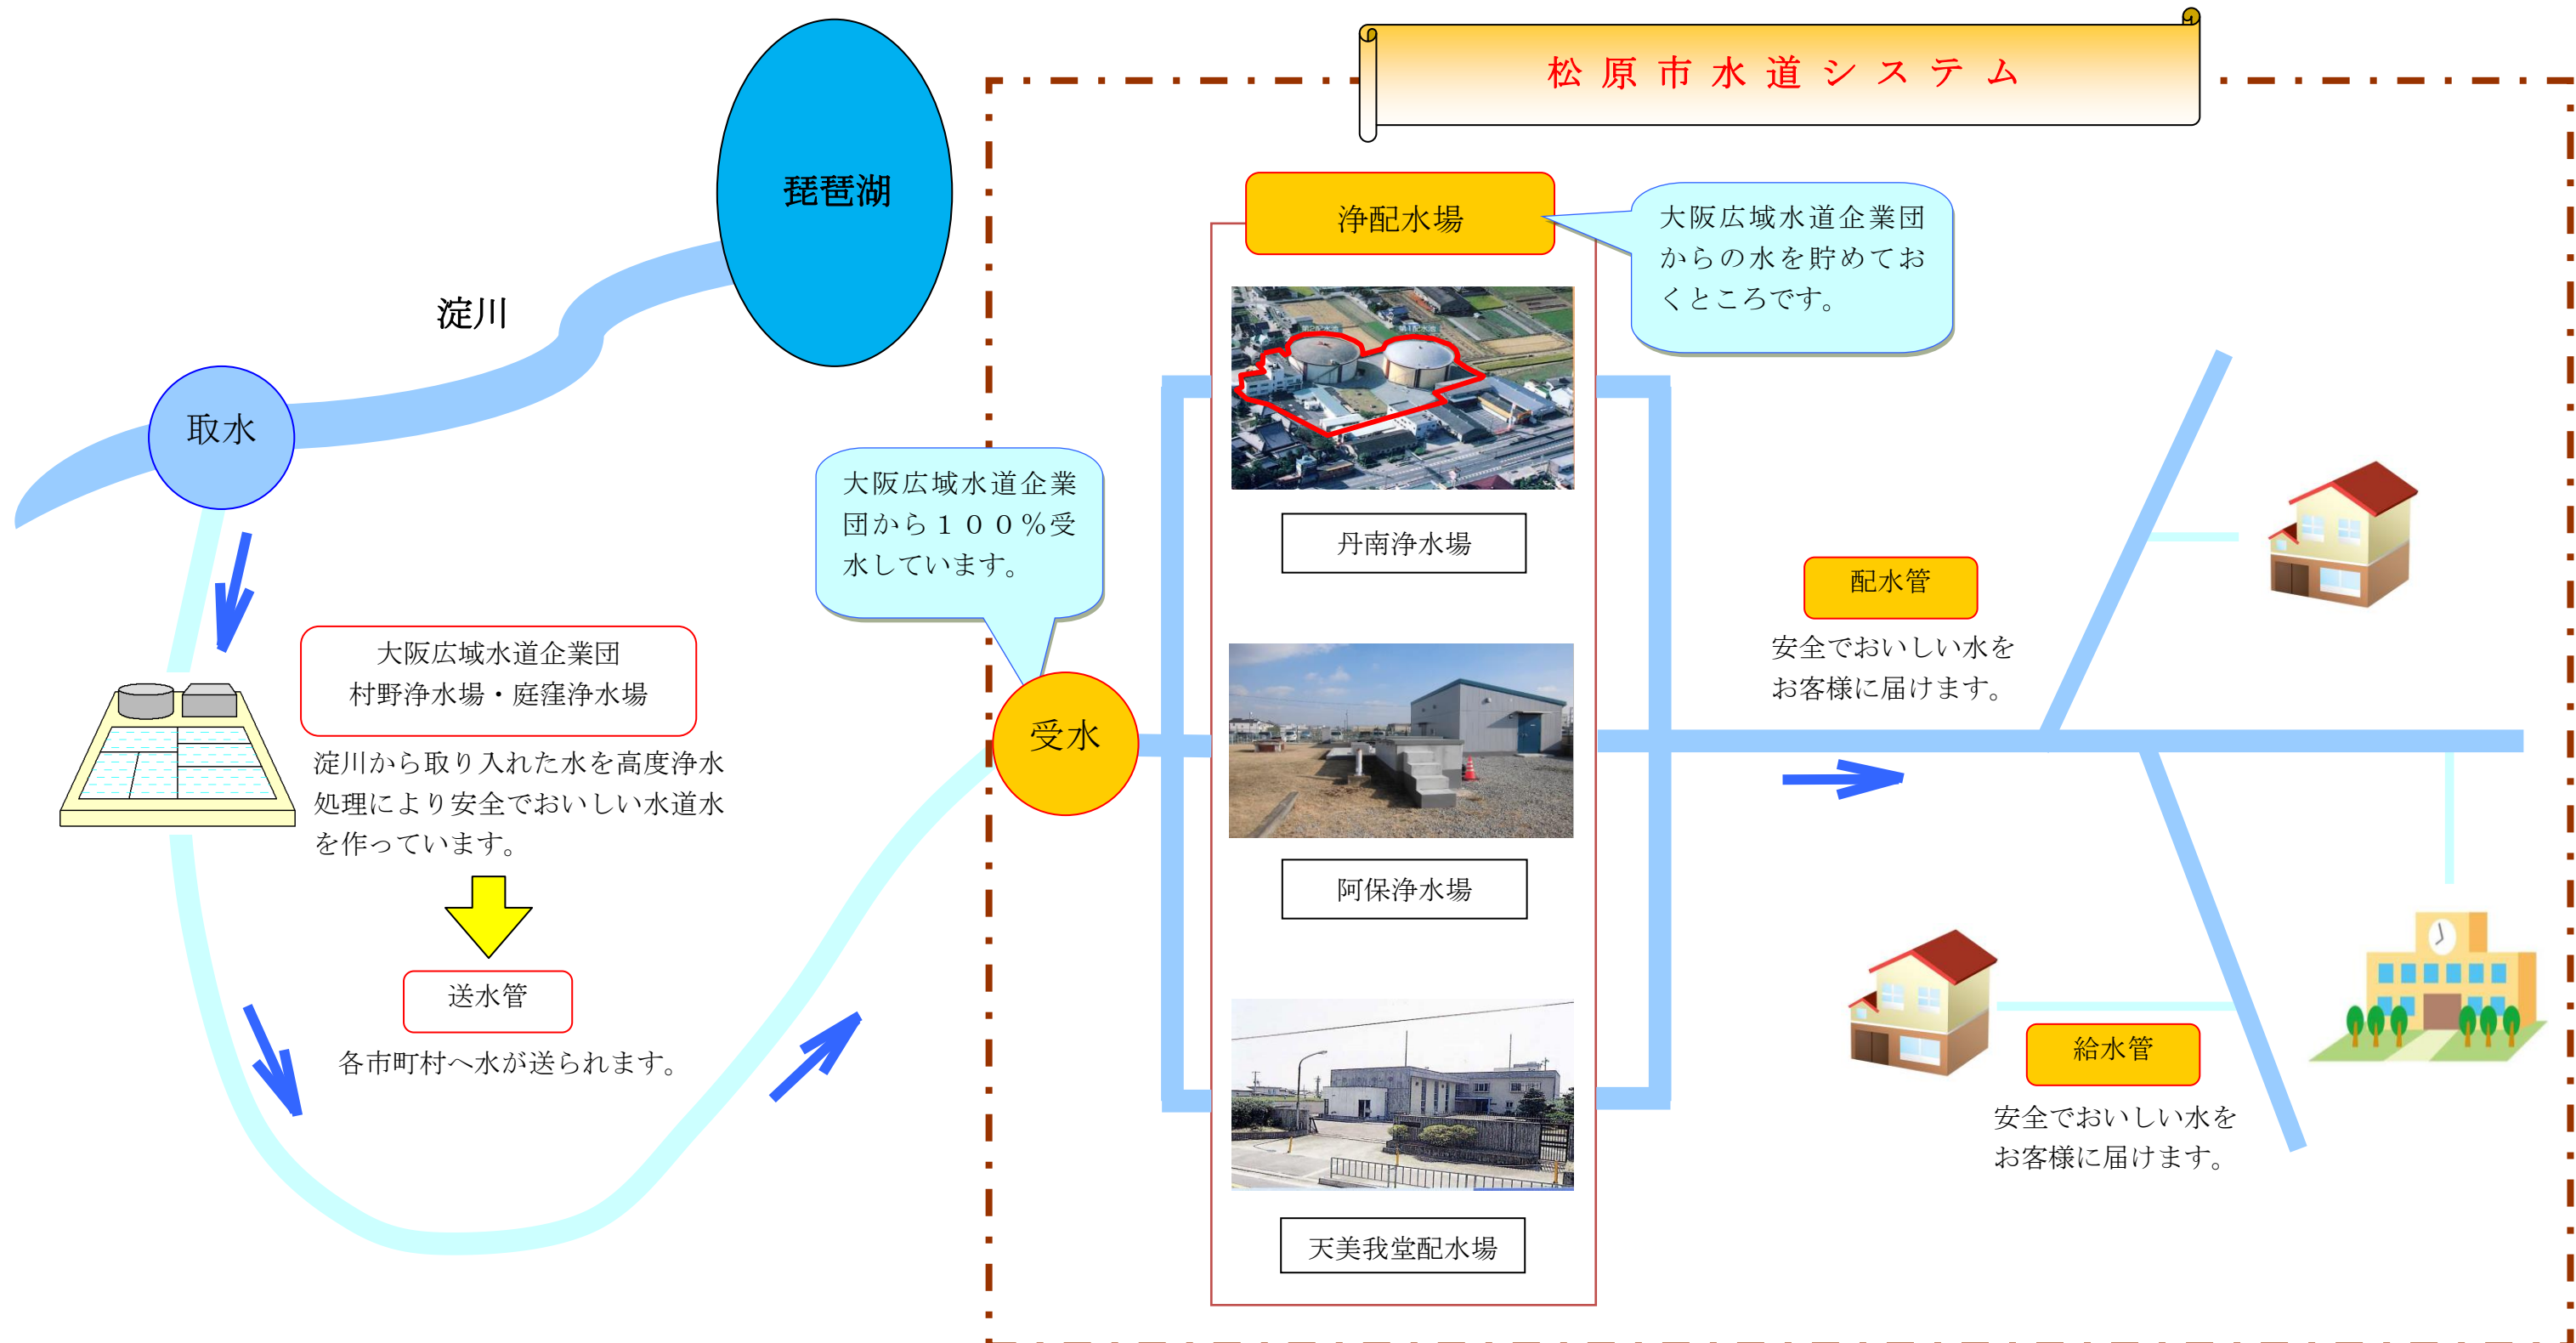 松原市水道システム
琵琶湖
淀川
取水
大阪広域水道企業団
村野浄水場・庭窪浄水場
淀川から取り入れた水を高度浄水
処理により安全でおいしい水道水
を作っています。
送水管
各市町村へ水が送られます。
大阪広域水道企業
団から１００％受
水しています。
受水
浄配水場
大阪広域水道企業団
からの水を貯めてお
くところです。
第2配水池
第1配水池
丹南浄水場
阿保浄水場
天美我堂配水場
配水管
安全でおいしい水を
お客様に届けます。
給水管
安全でおいしい水を
お客様に届けます。